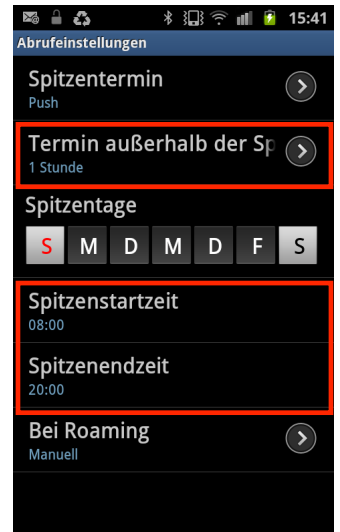 15:41
Abrufeinstellungen
Spitzentermin
Push
Termin außerhalb der Sp
1 Stunde
Spitzentage
S M D M D F S
Spitzenstartzeit
08:00
Spitzenendzeit
20:00
Bei Roaming
Manuell